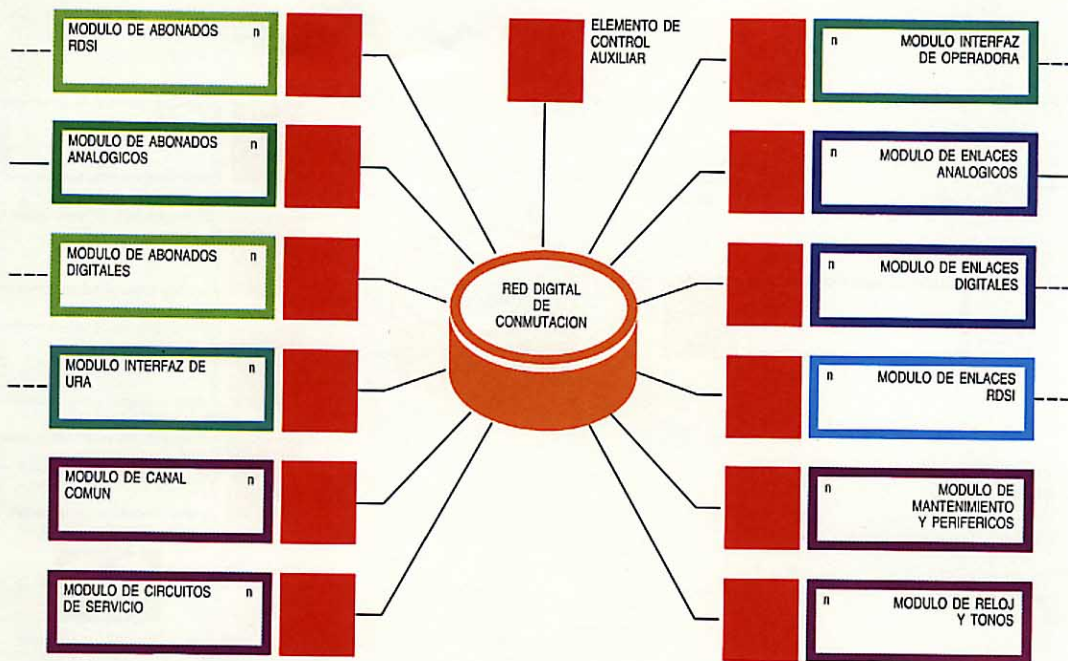 MODULO DE ABONADOS n
RDSI
MODULO DE ABONADOS n
ANALOGICOS
MODULO DE ABONADOS n
DIGITALES
MODULO INTERFAZ DE n
URA
MODULO DE CANAL n
COMUN
MODULO DE CIRCUITOS n
DE SERVICIO
ELEMENTO DE
CONTROL
AUXILIAR
RED DIGITAL
DE
CONMUTACION
n MODULO INTERFAZ
DE OPERADORA
n MODULO DE ENLACES
ANALOGICOS
n MODULO DE ENLACES
DIGITALES
n MODULO DE ENLACES
RDSI
n MODULO DE
MANTENIMIENTO
Y PERIFERICOS
n MODULO DE RELOJ
Y TONOS